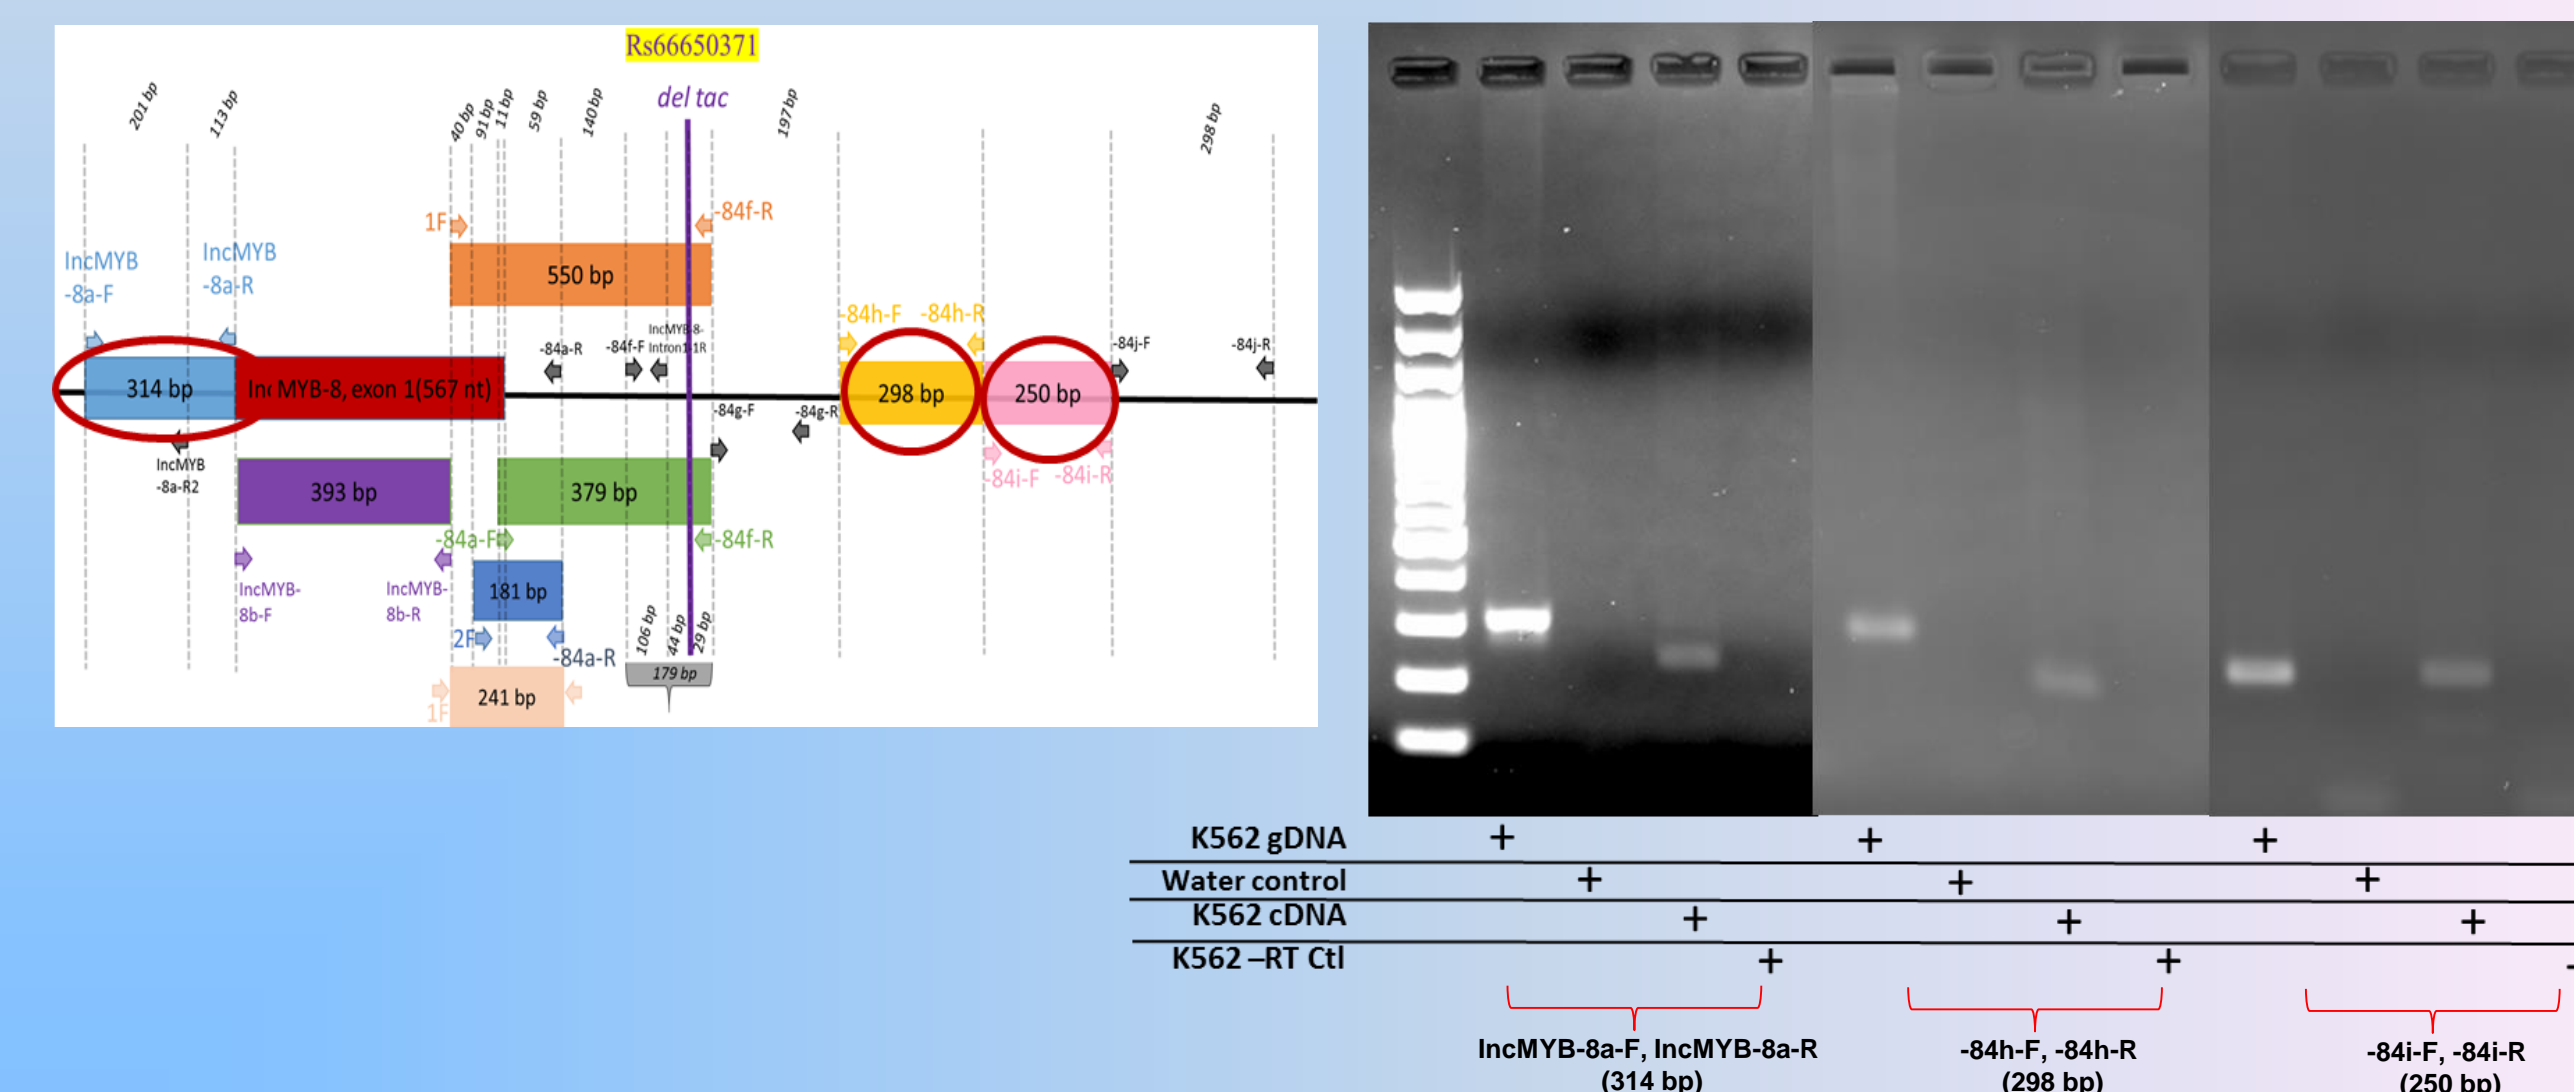 Rs66650371
del tac
201 bp
113 bp
40 bp
91 bp
11 bp
59 bp
140 bp
197 bp
298 bp
1F
-84f-R
550 bp
lncMYB
-8a-F
lncMYB
-8a-R
-84h-F
-84h-R
-84a-R
-84f-F
lncMYB-8-
Intron1-1R
-84j-F
-84j-R
314 bp
lncMYB-8, exon 1(567 nt)
298 bp
250 bp
-84g-F
-84g-R
lncMYB
-8a-R2
393 bp
379 bp
-84i-F
-84i-R
-84a-F
-84f-R
lncMYB-
8b-F
lncMYB-
8b-R
181 bp
2F
-84a-R
106 bp
44 bp
29 bp
179 bp
241 bp
1F
K562 gDNA + + +
Water control + + +
K562 cDNA + + +
K562 –RT Ctl + +
lncMYB-8a-F, lncMYB-8a-R
(314 bp)
-84h-F, -84h-R
(298 bp)
-84i-F, -84i-R
(250 bp)